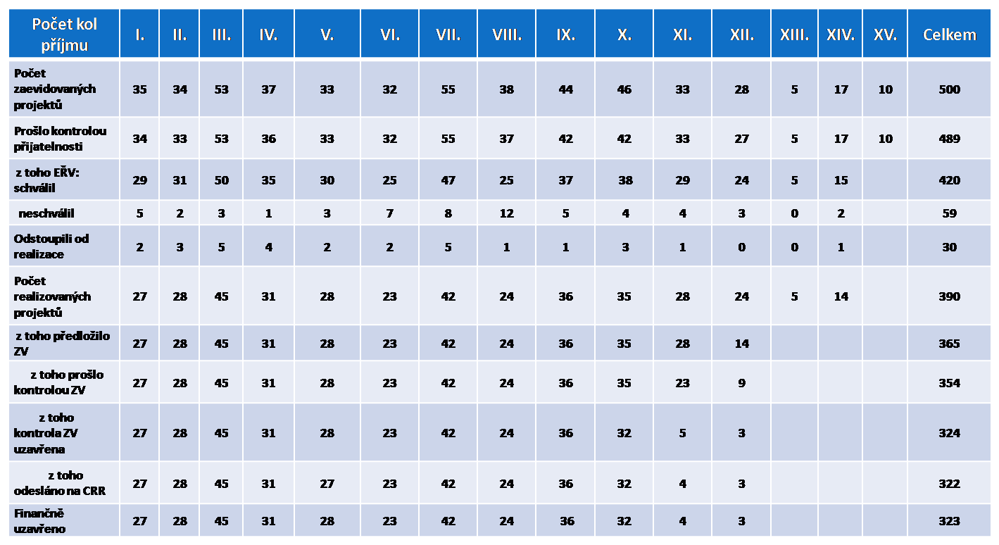 Počet kol příjmu I. II. III. IV. V. VI. VII. VIII. IX. X. XI. XII. XIII. XIV. XV. Celkem
Počet zaevidovaných projektů 35 34 53 37 33 32 55 38 44 46 33 28 5 17 10 500
Prošlo kontrolou přijatelnosti 34 33 53 36 33 32 55 37 42 42 33 27 5 17 10 489
z toho EŘV: schválil 29 31 50 35 30 25 47 25 37 38 29 24 5 15 420
neschválil 5 2 3 1 3 7 8 12 5 4 4 3 0 2 59
Odstoupili od realizace 2 3 5 4 2 2 5 1 1 3 1 0 0 1 30
Počet realizovaných projektů 27 28 45 31 28 23 42 24 36 35 28 24 5 14 390
z toho předložilo ZV 27 28 45 31 28 23 42 24 36 35 28 14 365
z toho prošlo kontrolou ZV 27 28 45 31 28 23 42 24 36 35 23 9 354
z toho kontrola ZV uzavřena 27 28 45 31 28 23 42 24 36 32 5 3 324
z toho odesláno na CRR 27 28 45 31 27 23 42 24 36 32 4 3 322
Finančně uzavřeno 27 28 45 31 28 23 42 24 36 32 4 3 323